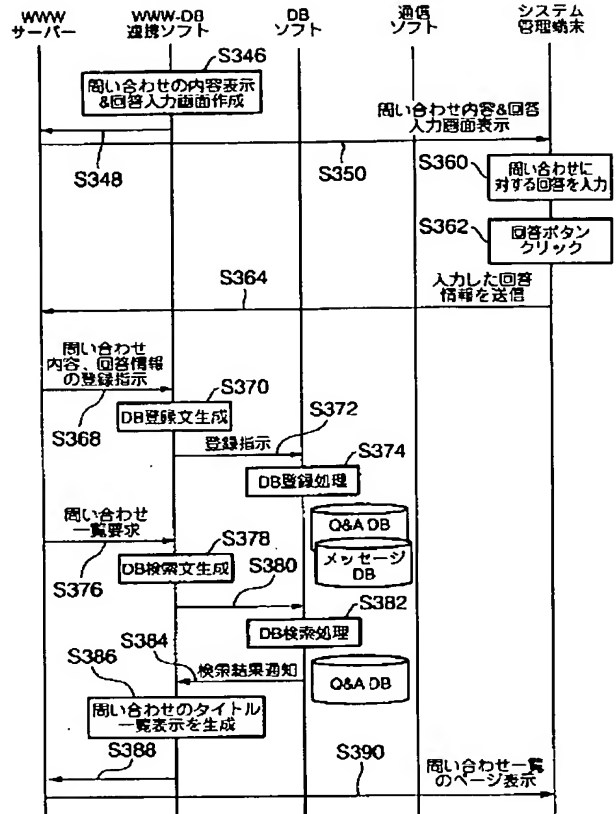 WWW
サーバー
WWW-DB
連携ソフト
DB
ソフト
通信
ソフト
システム
管理端末
S346
問い合わせの内容表示
&回答入力画面作成
問い合わせ内容&回答
入力画面表示
S348
S350
S360
問い合わせに
対する回答を入力
S362
回答ボタン
クリック
S364
入力した回答
情報を送信
問い合わせ
内容、回答情報
の登録指示
S368
S370
DB登録文生成
S372
登録指示
S374
DB登録処理
Q&A DB
メッセージ
DB
問い合わせ
一覧要求
S376
S378
DB検索文生成
S380
S382
DB検索処理
S384
検索結果通知
Q&A DB
S386
問い合わせのタイトル
一覧表示を生成
S388
S390
問い合わせ一覧
のページ表示